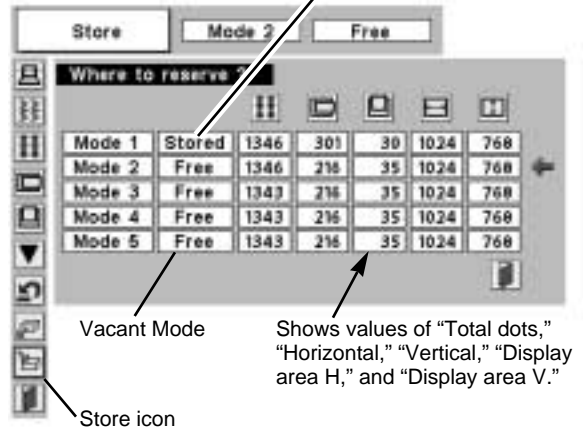 Store Mode 2 Free
Where to reserve ?
Mode 1 Stored 1346 301 30 1024 768
Mode 2 Free 1346 216 35 1024 768
Mode 3 Free 1343 216 35 1024 768
Mode 4 Free 1343 216 35 1024 768
Mode 5 Free 1343 216 35 1024 768
Vacant Mode
Shows values of “Total dots,”
“Horizontal,” “Vertical,” “Display
area H,” and “Display area V.”
Store icon